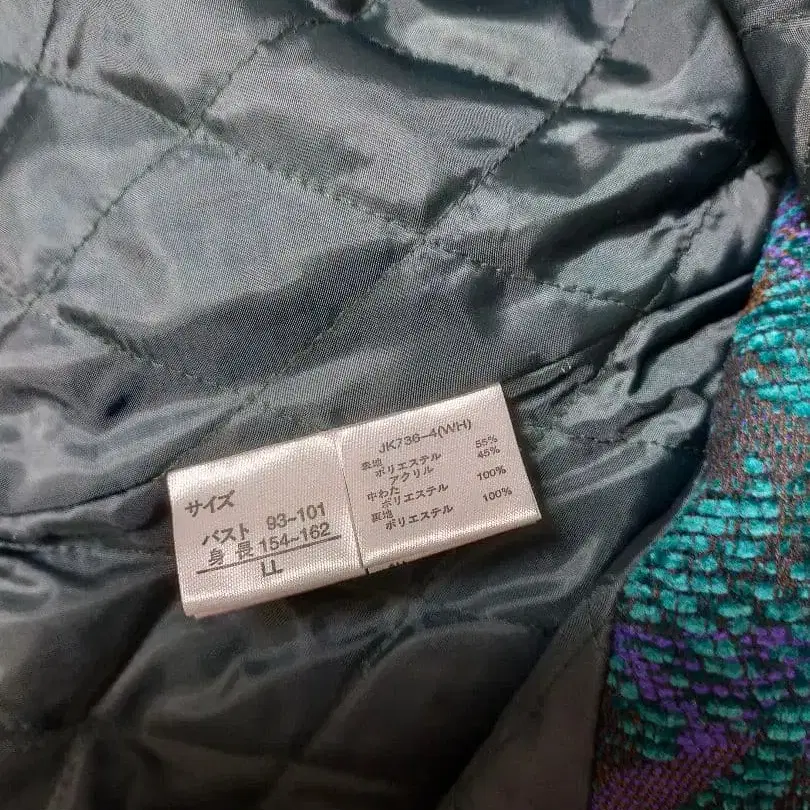 サイズ
バスト 93-101
身長 154-162
LL
JK736-4(WH)
表地
ポリエステル 55%
アクリル 45%
中わた
ポリエステル 100%
裏地
ポリエステル 100%